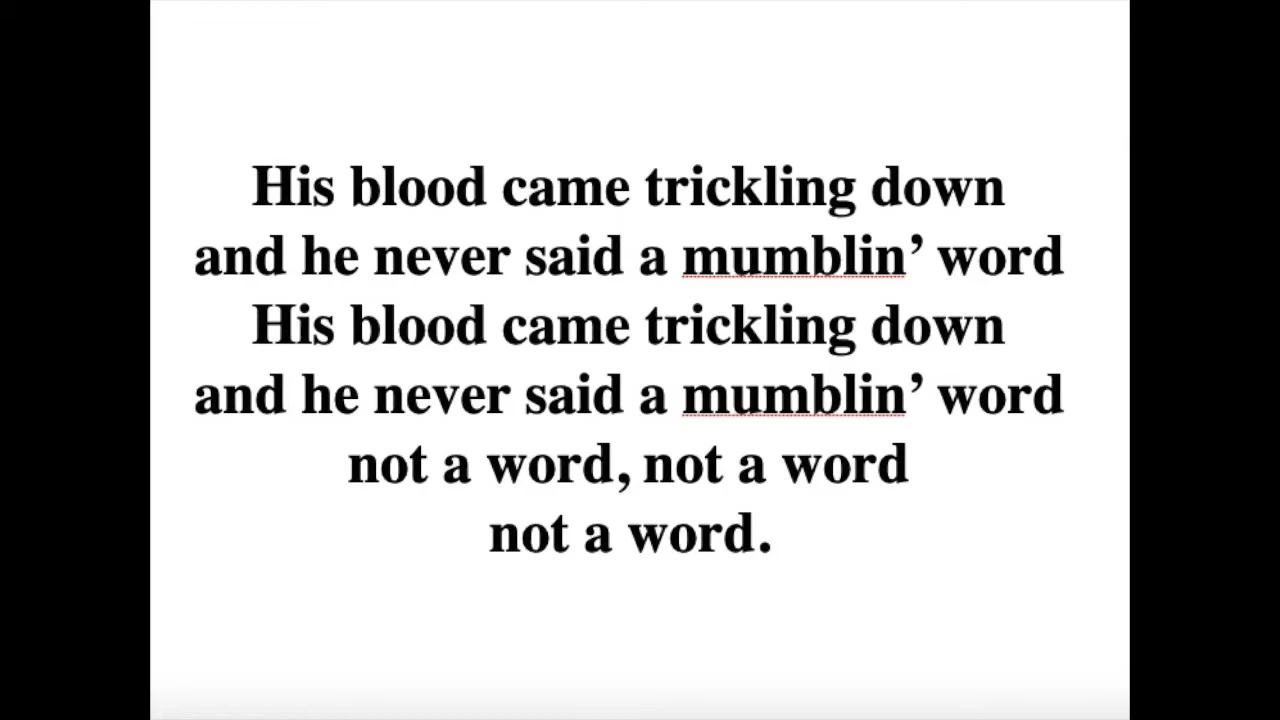 His blood came trickling down
and he never said a mumblin’ word
His blood came trickling down
and he never said a mumblin’ word
not a word, not a word
not a word.